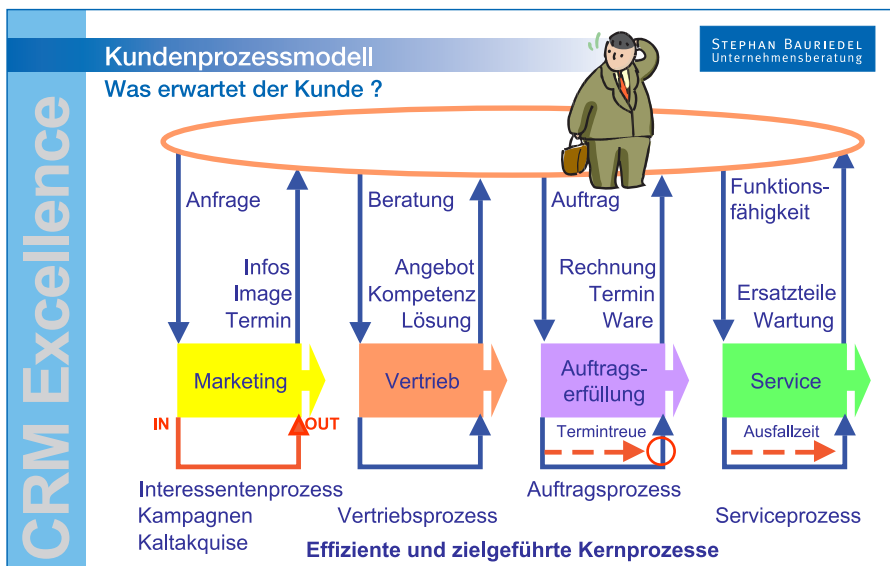 CRM Excellence
Kundenprozessmodell
Was erwartet der Kunde ?
STEPHAN BAURIEDEL
Unternehmensberatung
Anfrage
Infos
Image
Termin
Beratung
Angebot
Kompetenz
Lösung
Auftrag
Rechnung
Termin
Ware
Funktions-
fähigkeit
Ersatzteile
Wartung
Marketing
Vertrieb
Auftrags-
erfüllung
Service
IN
OUT
Termintreue
Ausfallzeit
Interessentenprozess
Kampagnen
Kaltakquise
Vertriebsprozess
Auftragsprozess
Serviceprozess
Effiziente und zielgeführte Kernprozesse